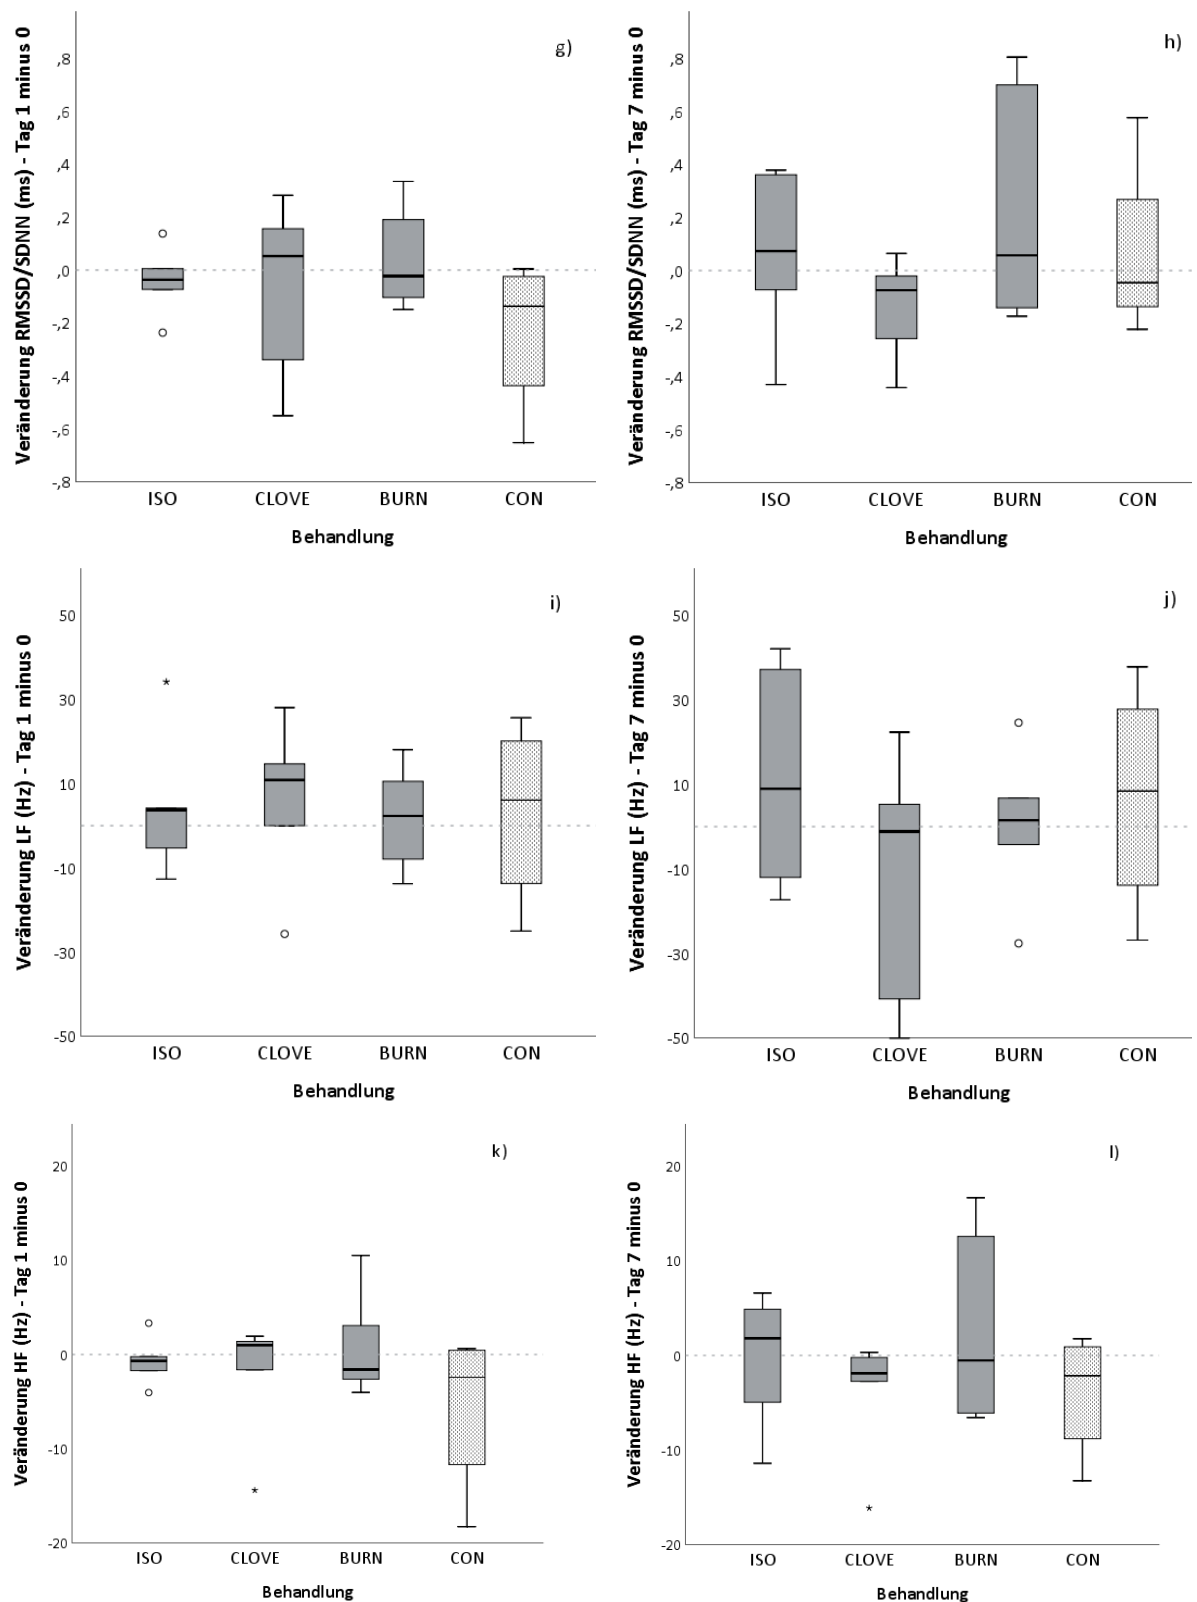 g)
Veränderung RMSSD/SDNN (ms) - Tag 1 minus 0
,8
,6
,4
,2
,0
-,2
-,4
-,6
-,8
ISO CLOVE BURN CON
Behandlung
h)
Veränderung RMSSD/SDNN (ms) - Tag 7 minus 0
,8
,6
,4
,2
,0
-,2
-,4
-,6
-,8
ISO CLOVE BURN CON
Behandlung
i)
Veränderung LF (Hz) - Tag 1 minus 0
50
30
10
-10
-30
-50
ISO CLOVE BURN CON
Behandlung
j)
Veränderung LF (Hz) - Tag 7 minus 0
50
30
10
-10
-30
-50
ISO CLOVE BURN CON
Behandlung
k)
Veränderung HF (Hz) - Tag 1 minus 0
20
10
0
-10
-20
ISO CLOVE BURN CON
Behandlung
l)
Veränderung HF (Hz) - Tag 7 minus 0
20
10
0
-10
-20
ISO CLOVE BURN CON
Behandlung